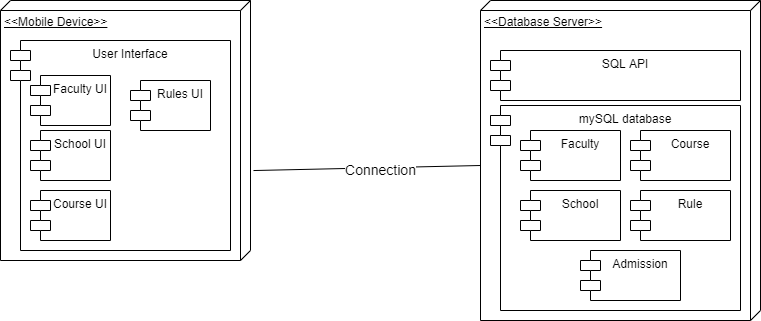 <<Mobile Device>>
User Interface
Faculty UI
Rules UI
School UI
Course UI
Connection
<<Database Server>>
SQL API
mySQL database
Faculty
Course
School
Rule
Admission